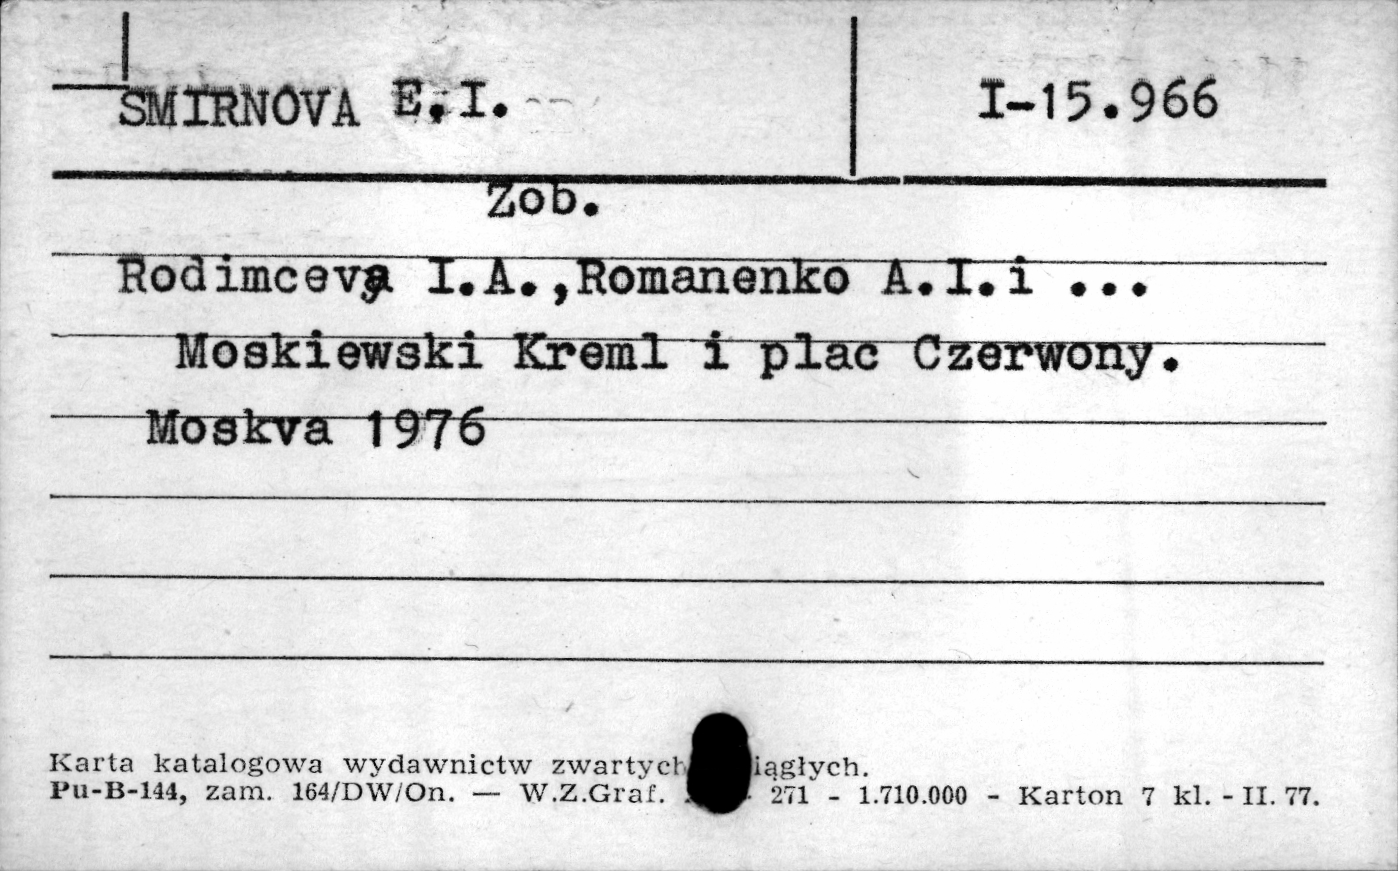 SMIRNOVA E.I.
I-15.966
Zob.
Rodimceva I.A.,Romanenko A.I.i ...
Moskiewski Kreml i plac Czerwony.
Moskva 1976
Karta katalogowa wydawnictw zwartych iągłych.
Pu-B-144, zam. 164/DW/On. — W.Z.Graf. 271 - 1.710.000 - Karton 7 kl. - II. 77.